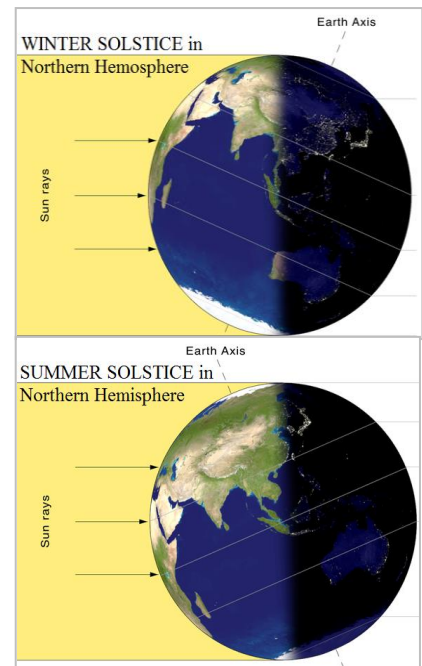 Earth Axis
WINTER SOLSTICE in
Northern Hemosphere
Sun rays
Earth Axis
SUMMER SOLSTICE in
Northern Hemisphere
Sun rays